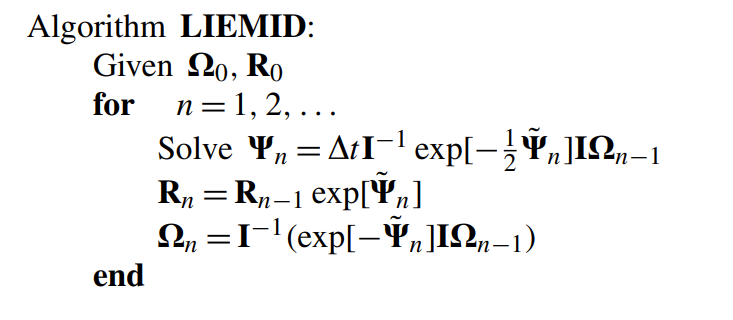 Algorithm LIEMID:
Given Ω₀, R₀
for n = 1, 2, . . .
Solve Ψₙ = ΔtI⁻¹ exp[−½Ψ̃ₙ]IΩₙ₋₁
Rₙ = Rₙ₋₁ exp[Ψ̃ₙ]
Ωₙ = I⁻¹(exp[−Ψ̃ₙ]IΩₙ₋₁)
end